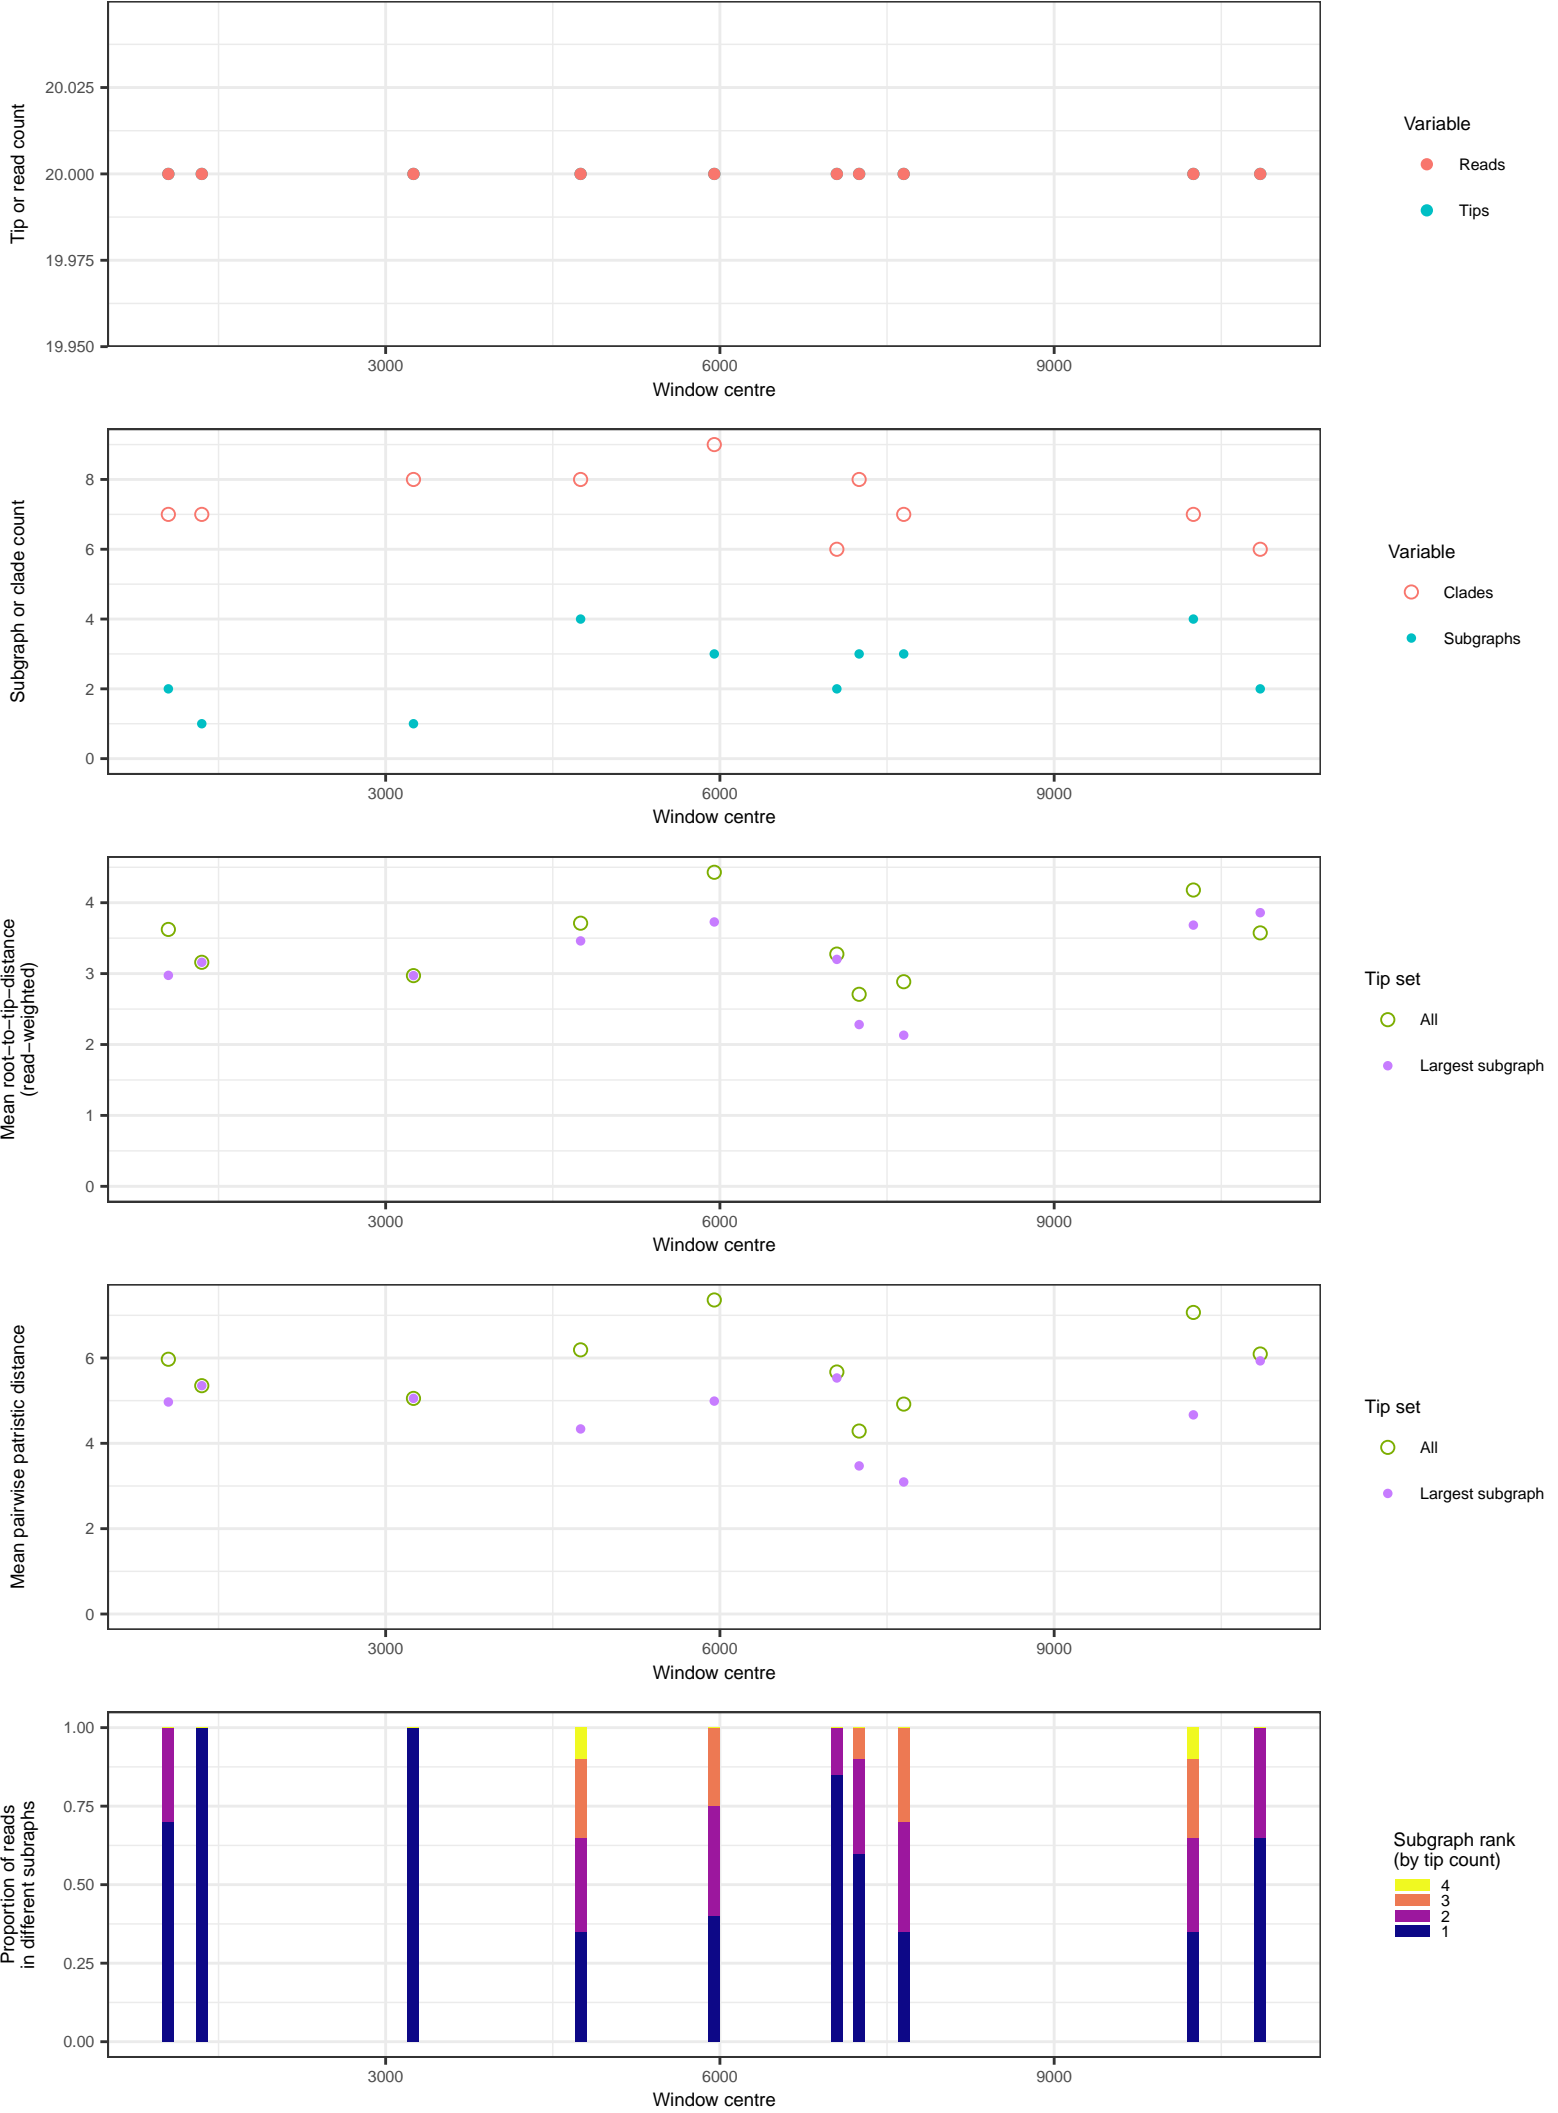 Tip or read count
20.025
20.000
19.975
19.950
3000
6000
9000
Window centre
Variable
Reads
Tips
Subgraph or clade count
8
6
4
2
0
3000
6000
9000
Window centre
Variable
Clades
Subgraphs
Mean root−to−tip−distance
(read−weighted)
4
3
2
1
0
3000
6000
9000
Window centre
Tip set
All
Largest subgraph
Mean pairwise patristic distance
6
4
2
0
3000
6000
9000
Window centre
Tip set
All
Largest subgraph
Proportion of reads
in different subraphs
1.00
0.75
0.50
0.25
0.00
3000
6000
9000
Window centre
Subgraph rank
(by tip count)
4
3
2
1